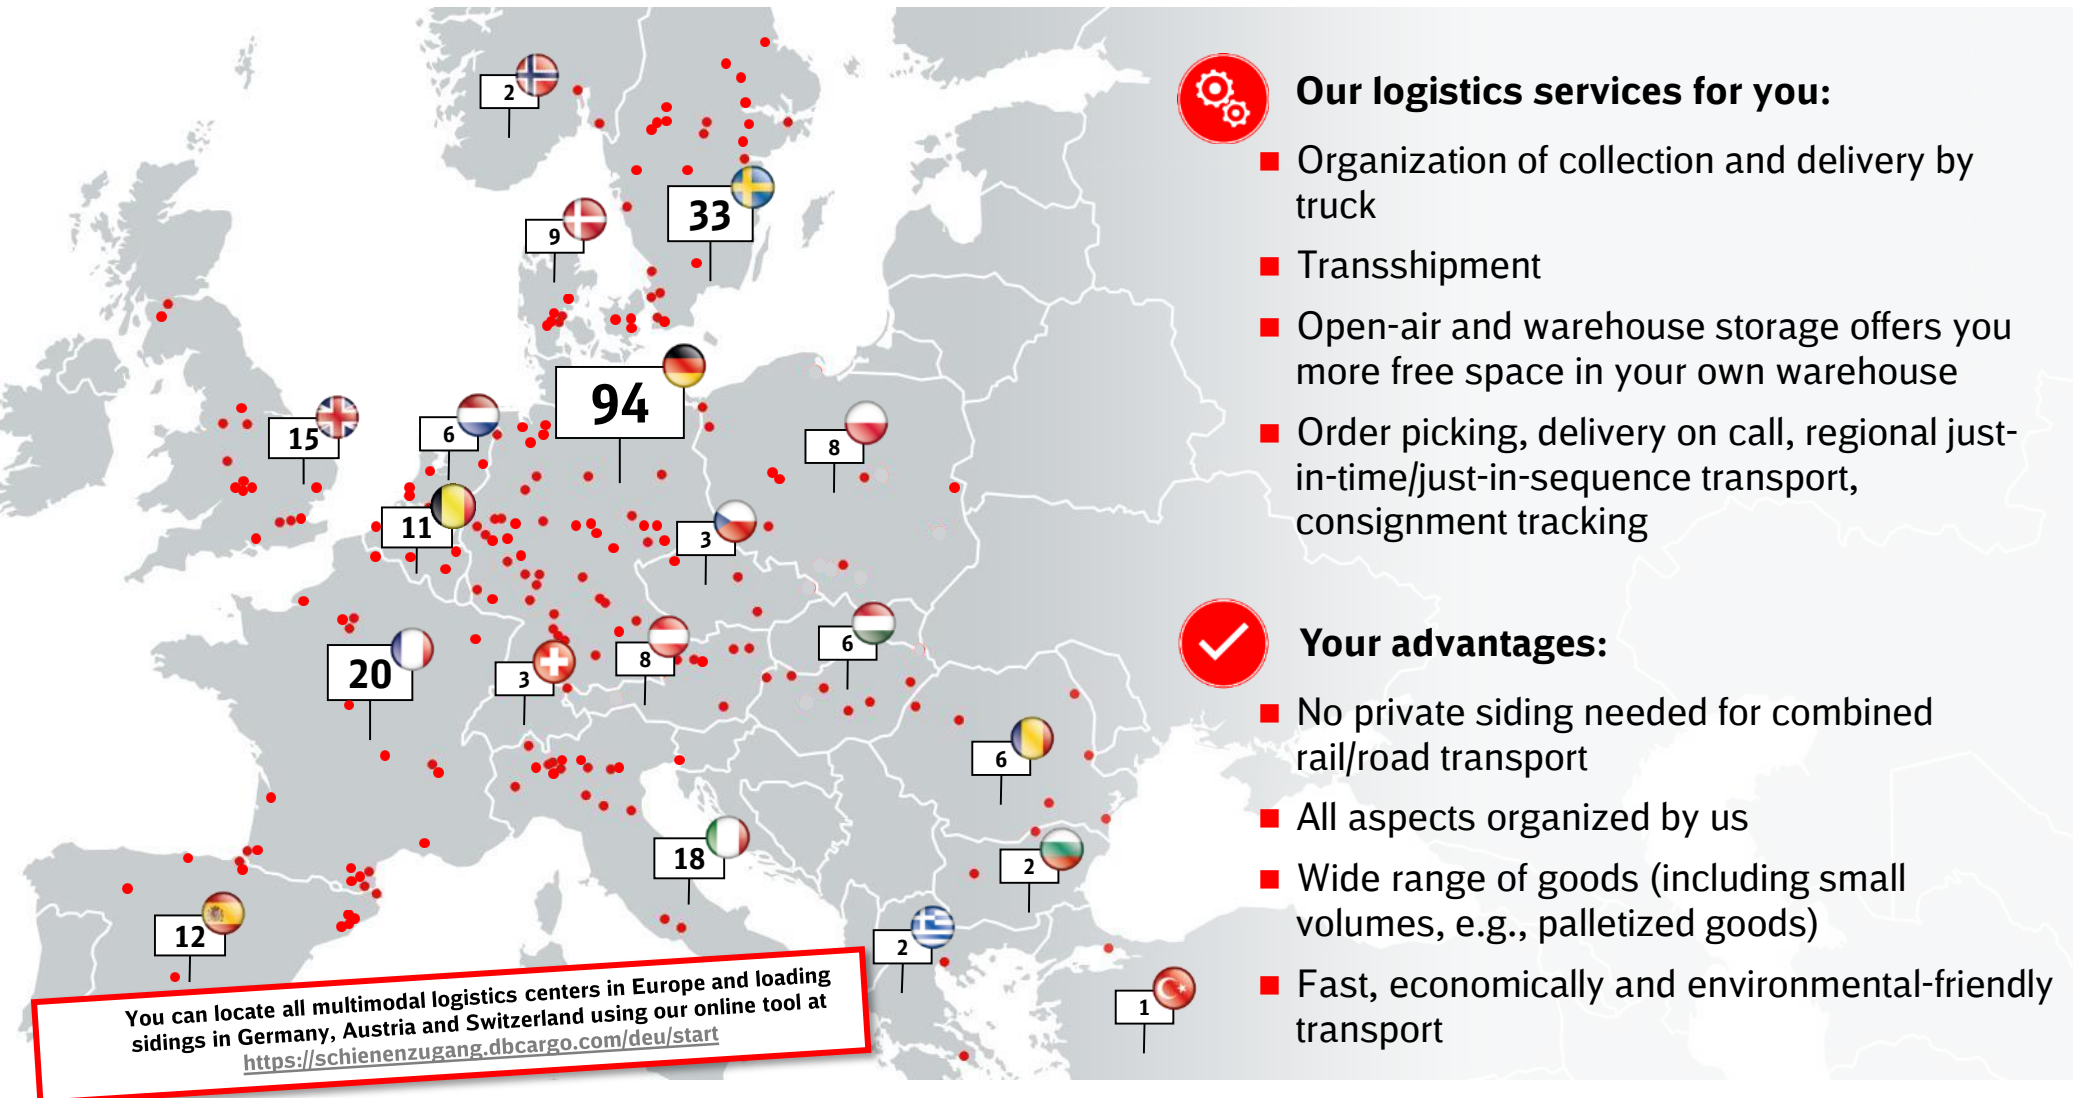 2
33
9
94
15
6
8
11
3
20
3
8
6
6
18
2
12
2
1
You can locate all multimodal logistics centers in Europe and loading
sidings in Germany, Austria and Switzerland using our online tool at
https://schienenzugang.dbcargo.com/deu/start
Our logistics services for you:
Organization of collection and delivery by
truck
Transshipment
Open-air and warehouse storage offers you
more free space in your own warehouse
Order picking, delivery on call, regional just-
in-time/just-in-sequence transport,
consignment tracking
Your advantages:
No private siding needed for combined
rail/road transport
All aspects organized by us
Wide range of goods (including small
volumes, e.g., palletized goods)
Fast, economically and environmental-friendly
transport